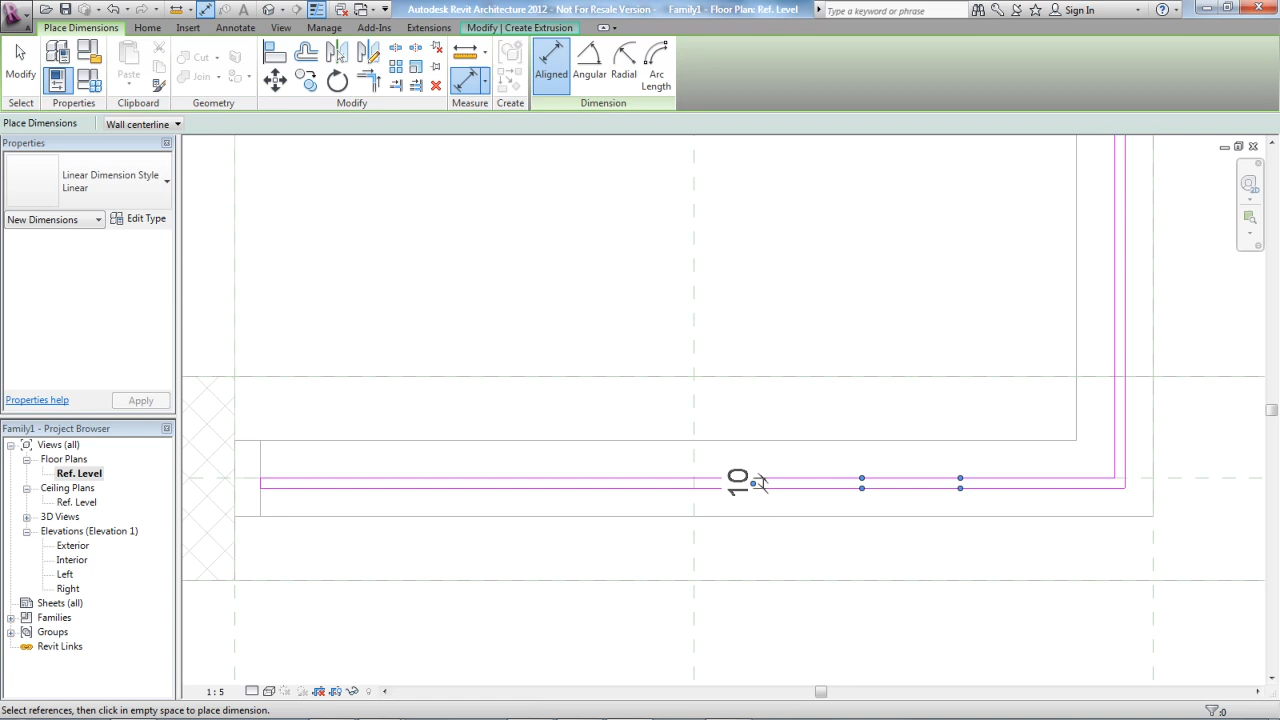 Autodesk Revit Architecture 2012 - Not For Resale Version - Family1 - Floor Plan: Ref. Level
Type a keyword or phrase
Sign In
Place Dimensions
Home
Insert
Annotate
View
Manage
Add-Ins
Extensions
Modify | Create Extrusion
Modify
Paste
Cut
Join
Aligned
Angular
Radial
Arc Length
Select
Properties
Clipboard
Geometry
Modify
Measure
Create
Dimension
Place Dimensions
Wall centerline
Properties
Linear Dimension Style
Linear
New Dimensions
Edit Type
Properties help
Apply
Family1 - Project Browser
Views (all)
Floor Plans
Ref. Level
Ceiling Plans
Ref. Level
3D Views
Elevations (Elevation 1)
Exterior
Interior
Left
Right
Sheets (all)
Families
Groups
Revit Links
10
2D
1 : 5
Select references, then click in empty space to place dimension.
:0